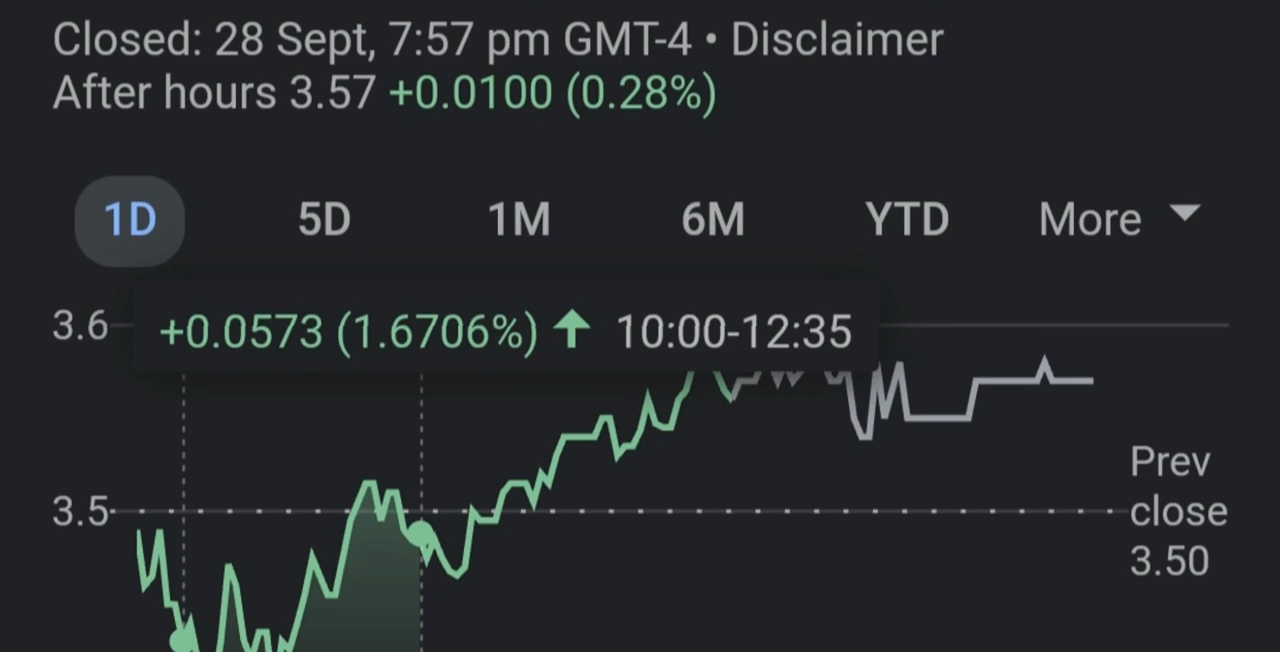 Closed: 28 Sept, 7:57 pm GMT-4 • Disclaimer
After hours 3.57 +0.0100 (0.28%)
1D 5D 1M 6M YTD More
3.6
+0.0573 (1.6706%) 10:00-12:35
3.5
Prev
close
3.50